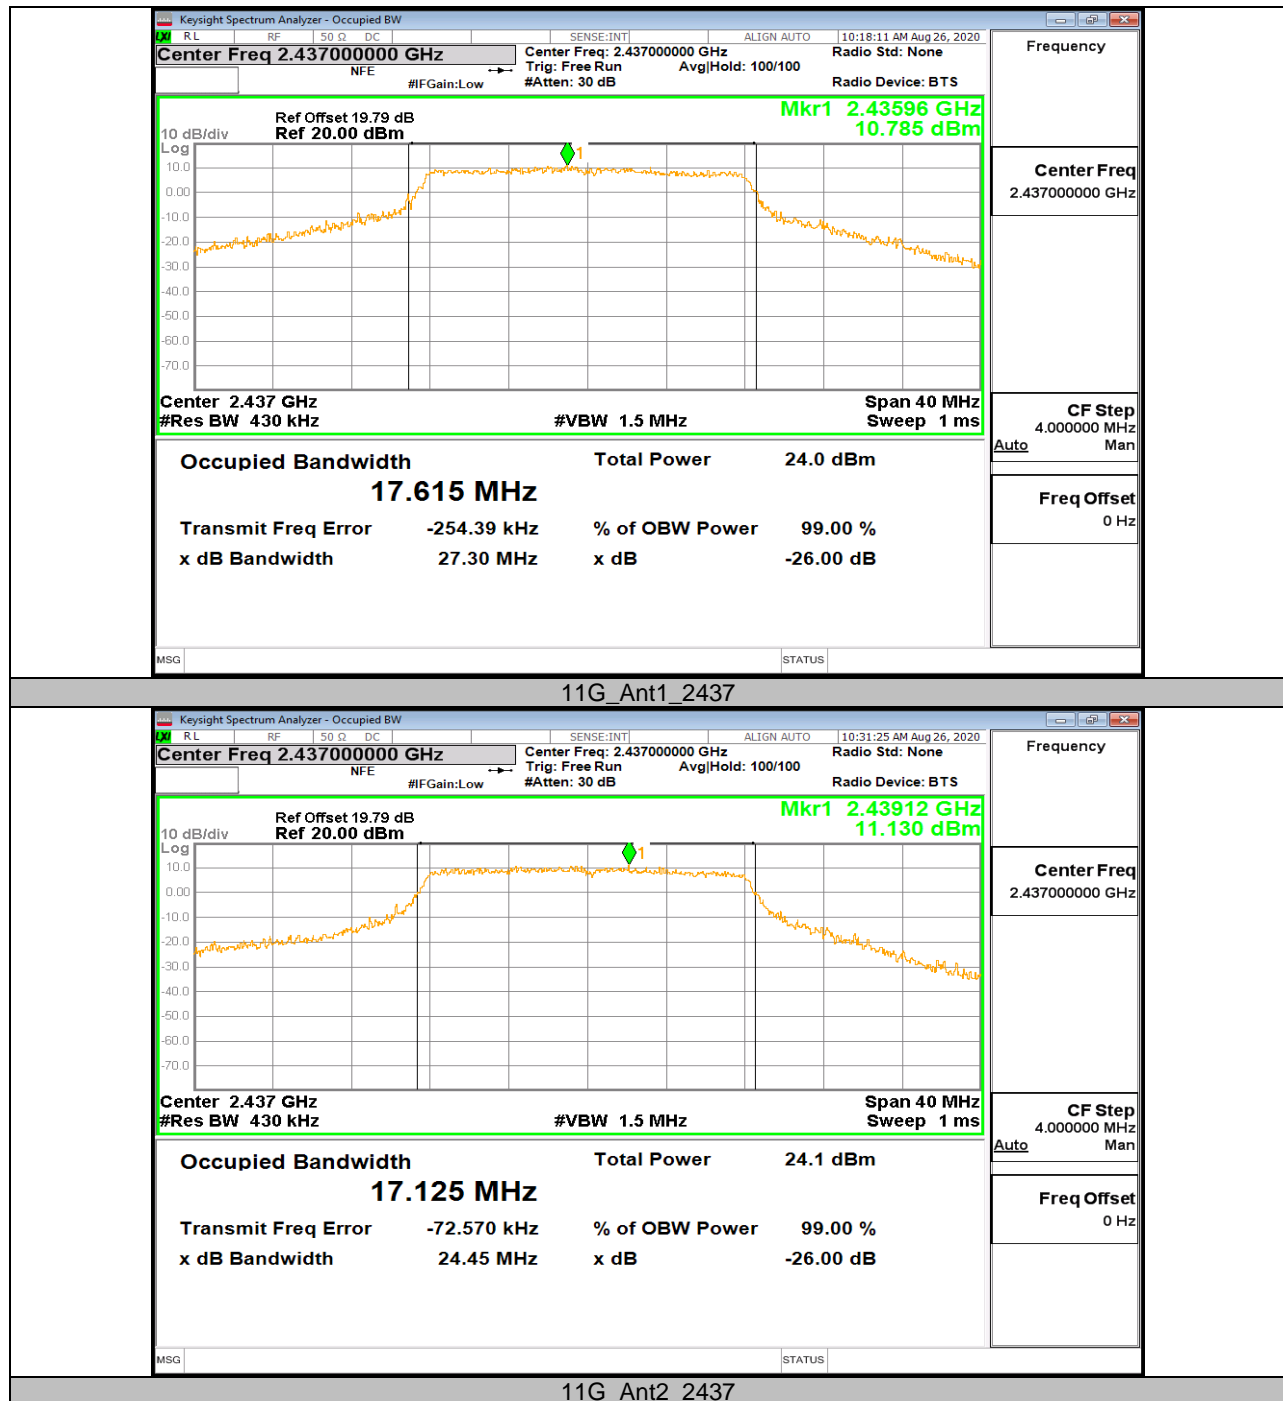 Keysight Spectrum Analyzer - Occupied BW
LXI RL RF 50 Ω DC SENSE:INT ALIGN AUTO 10:18:11 AM Aug 26, 2020
Center Freq 2.437000000 GHz Center Freq: 2.437000000 GHz Radio Std: None Frequency
NFE Trig: Free Run Avg|Hold: 100/100
#IFGain:Low #Atten: 30 dB Radio Device: BTS
Mkr1 2.43596 GHz
Ref Offset 19.79 dB
10 dB/div Ref 20.00 dBm 10.785 dBm
Log
1
10.0
0.00
-10.0
-20.0
-30.0
-40.0
-50.0
-60.0
-70.0
Center Freq
2.437000000 GHz
Center 2.437 GHz Span 40 MHz
#Res BW 430 kHz #VBW 1.5 MHz Sweep 1 ms
CF Step
4.000000 MHz
Auto Man
Occupied Bandwidth Total Power 24.0 dBm
17.615 MHz
Transmit Freq Error -254.39 kHz % of OBW Power 99.00 %
x dB Bandwidth 27.30 MHz x dB -26.00 dB
Freq Offset
0 Hz
MSG STATUS
11G_Ant1_2437
Keysight Spectrum Analyzer - Occupied BW
LXI RL RF 50 Ω DC SENSE:INT ALIGN AUTO 10:31:25 AM Aug 26, 2020
Center Freq 2.437000000 GHz Center Freq: 2.437000000 GHz Radio Std: None Frequency
NFE Trig: Free Run Avg|Hold: 100/100
#IFGain:Low #Atten: 30 dB Radio Device: BTS
Mkr1 2.43912 GHz
Ref Offset 19.79 dB
10 dB/div Ref 20.00 dBm 11.130 dBm
Log
1
10.0
0.00
-10.0
-20.0
-30.0
-40.0
-50.0
-60.0
-70.0
Center Freq
2.437000000 GHz
Center 2.437 GHz Span 40 MHz
#Res BW 430 kHz #VBW 1.5 MHz Sweep 1 ms
CF Step
4.000000 MHz
Auto Man
Occupied Bandwidth Total Power 24.1 dBm
17.125 MHz
Transmit Freq Error -72.570 kHz % of OBW Power 99.00 %
x dB Bandwidth 24.45 MHz x dB -26.00 dB
Freq Offset
0 Hz
MSG STATUS
11G_Ant2_2437